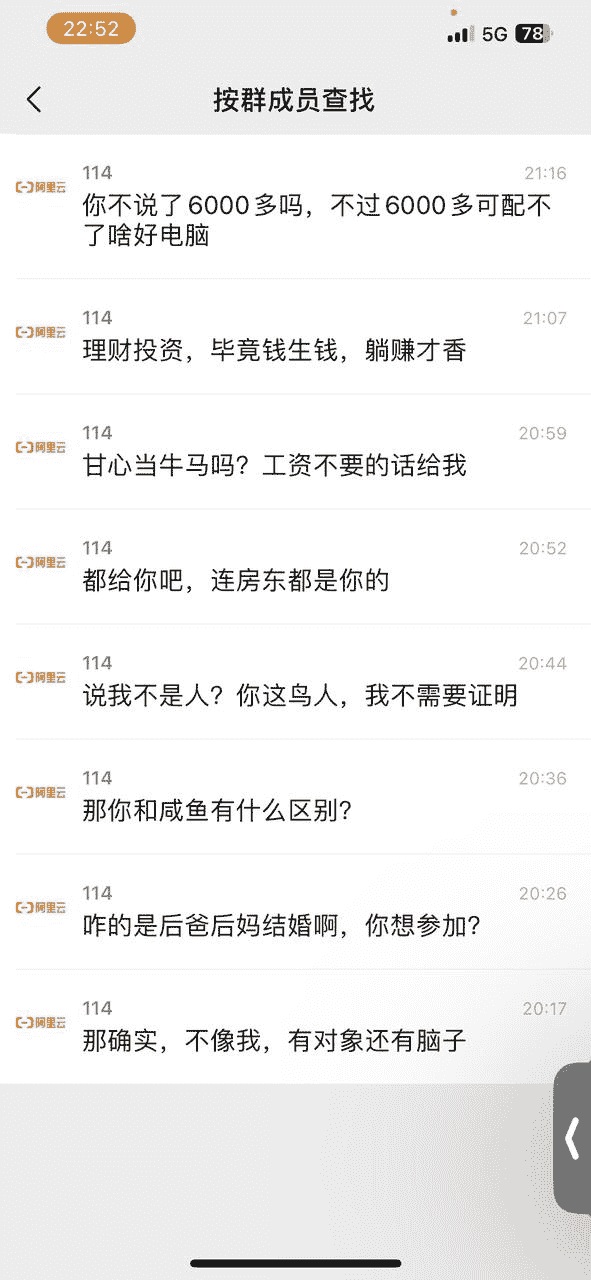 22:52
5G 78
按群成员查找
114
21:16
你不说了6000多吗，不过6000多可配不
了啥好电脑
阿里云
114
21:07
理财投资，毕竟钱生钱，躺赚才香
阿里云
114
20:59
甘心当牛马吗？工资不要的话给我
阿里云
114
20:52
都给你吧，连房东都是你的
阿里云
114
20:44
说我不是人？你这鸟人，我不需要证明
阿里云
114
20:36
那你和咸鱼有什么区别？
阿里云
114
20:26
咋的是后爸后妈结婚啊，你想参加？
阿里云
114
20:17
那确实，不像我，有对象还有脑子
阿里云